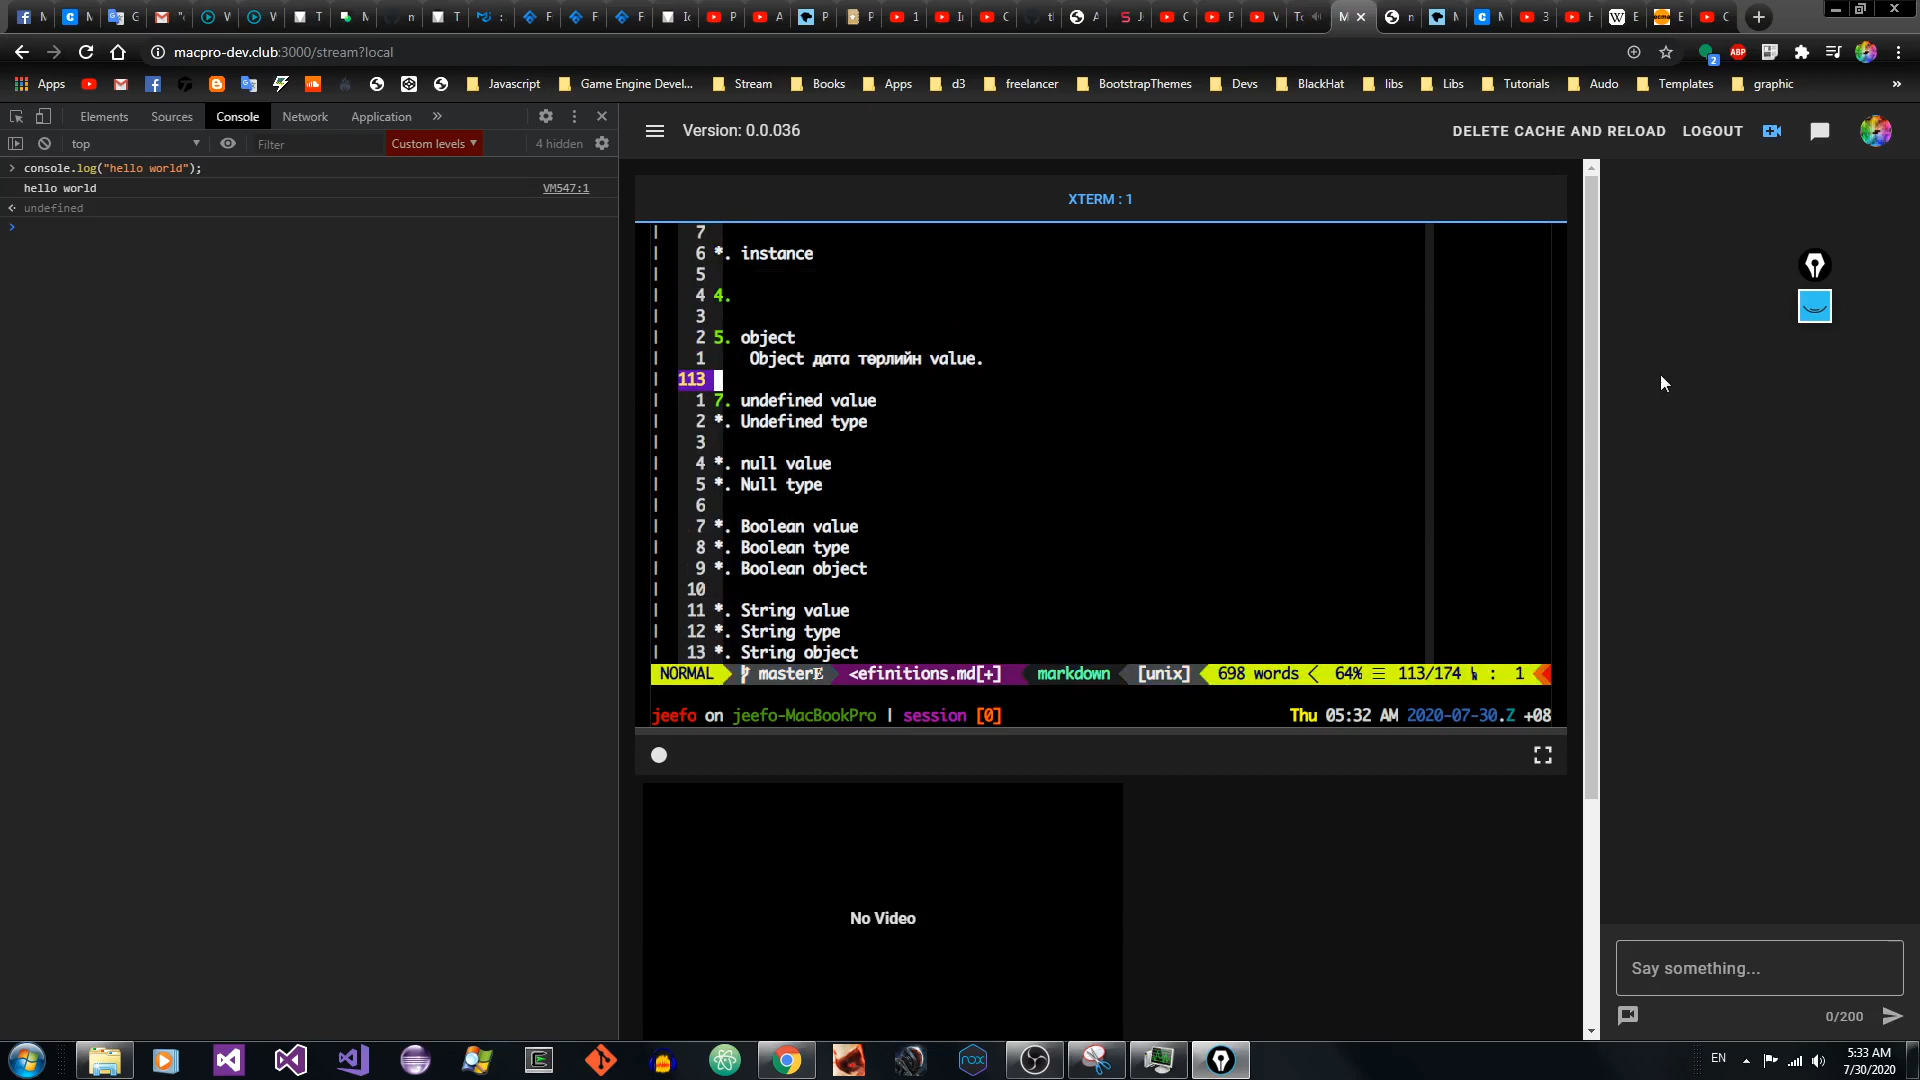 macpro-dev.club:3000/stream?local
Apps
Javascript
Game Engine Devel...
Stream
Books
Apps
d3
freelancer
BootstrapThemes
Devs
BlackHat
libs
Libs
Tutorials
Audo
Templates
graphic
»
Elements
Sources
Console
Network
Application
»
top
Filter
Custom levels
4 hidden
console.log("hello world");
hello world
VM547:1
undefined
Version: 0.0.036
DELETE CACHE AND RELOAD
LOGOUT
XTERM : 1
7
6 *. instance
5
4 4.
3
2 5. object
1 Object дата төрлийн value.
113
1 7. undefined value
2 *. Undefined type
3
4 *. null value
5 *. Null type
6
7 *. Boolean value
8 *. Boolean type
9 *. Boolean object
10
11 *. String value
12 *. String type
13 *. String object
NORMAL
master
<efinitions.md[+]
markdown
[unix]
698 words
64%
113/174
:
1
jeefo on jeefo-MacBookPro | session [0]
Thu 05:32 AM 2020-07-30.Z +08
No Video
Say something...
0/200
EN
5:33 AM
7/30/2020